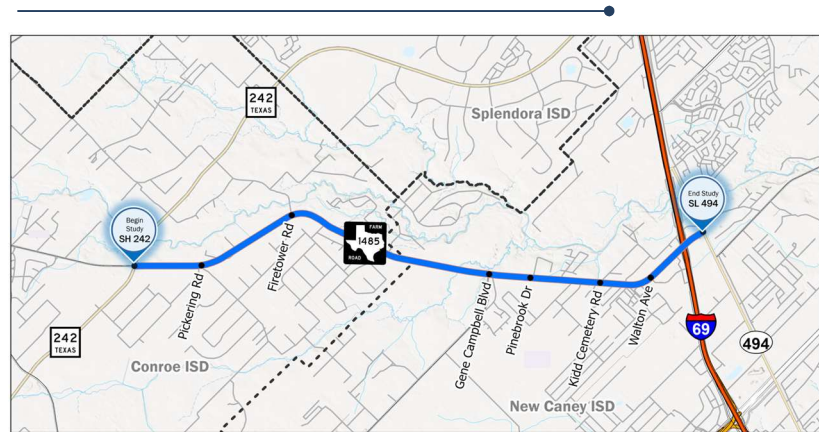 242
TEXAS
Splendora ISD
End Study
SL 494
Begin
Study
SH 242
FARM
1485
ROAD
Firetower Rd
Pickering Rd
Gene Campbell Blvd
Pinebrook Dr
Kidd Cemetery Rd
Walton Ave
69
494
242
TEXAS
Conroe ISD
New Caney ISD